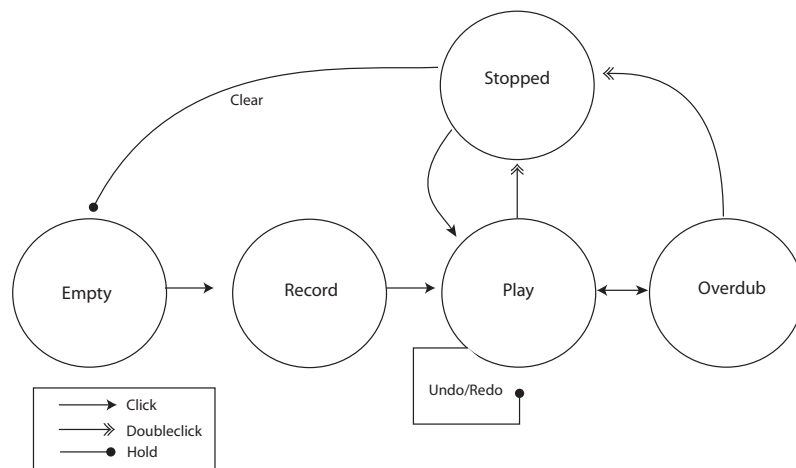 Stopped
Clear
Empty
Record
Play
Overdub
Undo/Redo
Click
Doubleclick
Hold